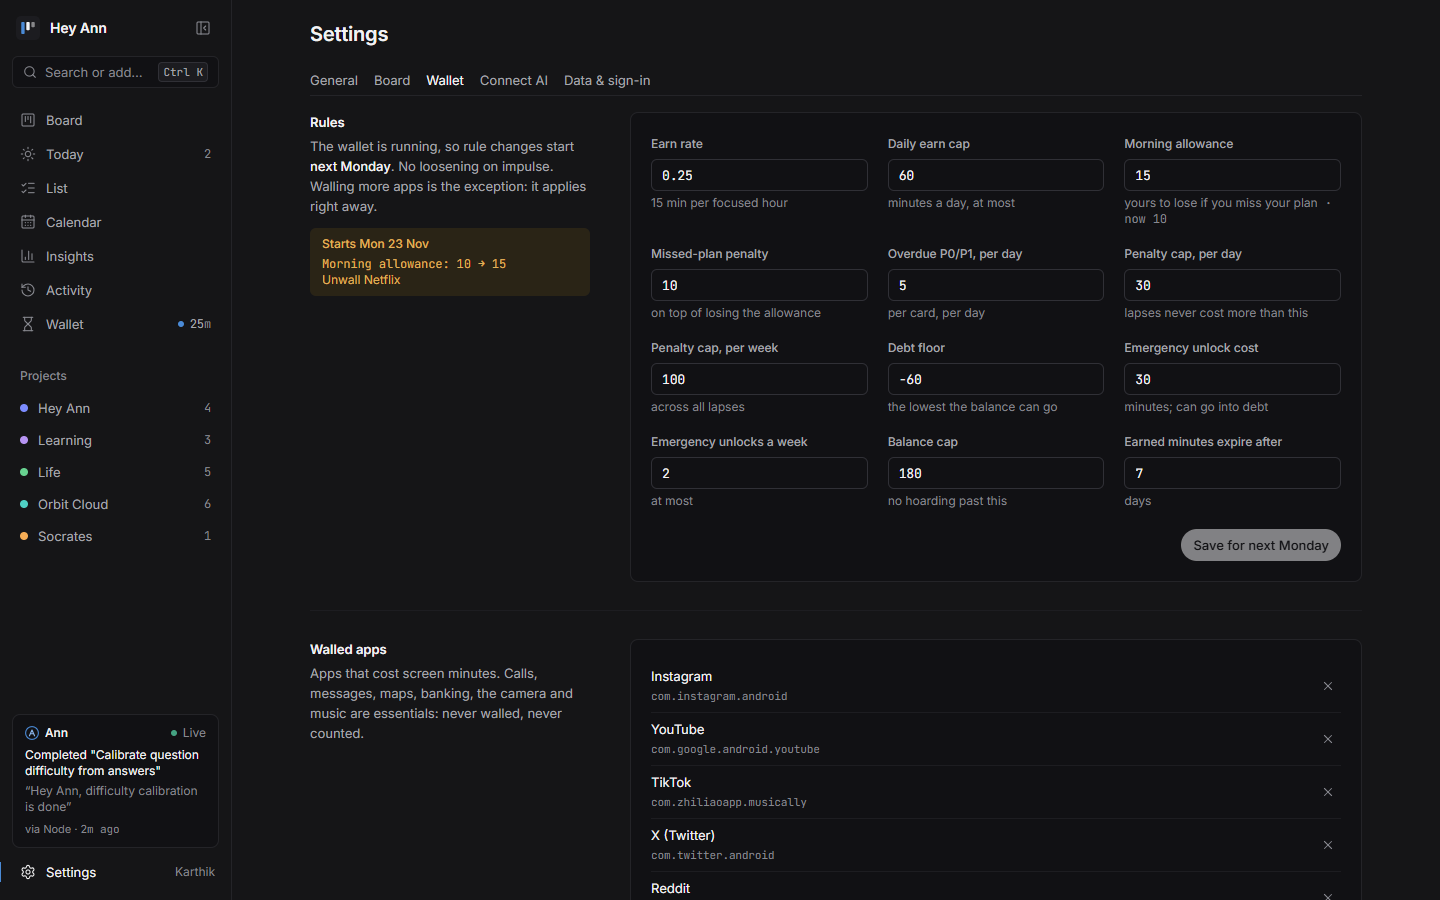 Hey Ann
Search or add... Ctrl K
Board
Today 2
List
Calendar
Insights
Activity
Wallet 25m
Projects
Hey Ann 4
Learning 3
Life 5
Orbit Cloud 6
Socrates 1
Ann Live
Completed "Calibrate question
difficulty from answers"
“Hey Ann, difficulty calibration
is done”
via Node · 2m ago
Settings Karthik
Settings
General Board Wallet Connect AI Data & sign-in
Rules
The wallet is running, so rule changes start
next Monday. No loosening on impulse.
Walling more apps is the exception: it applies
right away.
Starts Mon 23 Nov
Morning allowance: 10 → 15
Unwall Netflix
Earn rate
0.25
15 min per focused hour
Daily earn cap
60
minutes a day, at most
Morning allowance
15
yours to lose if you miss your plan ·
now 10
Missed-plan penalty
10
on top of losing the allowance
Overdue P0/P1, per day
5
per card, per day
Penalty cap, per day
30
lapses never cost more than this
Penalty cap, per week
100
across all lapses
Debt floor
-60
the lowest the balance can go
Emergency unlock cost
30
minutes; can go into debt
Emergency unlocks a week
2
at most
Balance cap
180
no hoarding past this
Earned minutes expire after
7
days
Save for next Monday
Walled apps
Apps that cost screen minutes. Calls,
messages, maps, banking, the camera and
music are essentials: never walled, never
counted.
Instagram
com.instagram.android
YouTube
com.google.android.youtube
TikTok
com.zhiliaoapp.musically
X (Twitter)
com.twitter.android
Reddit